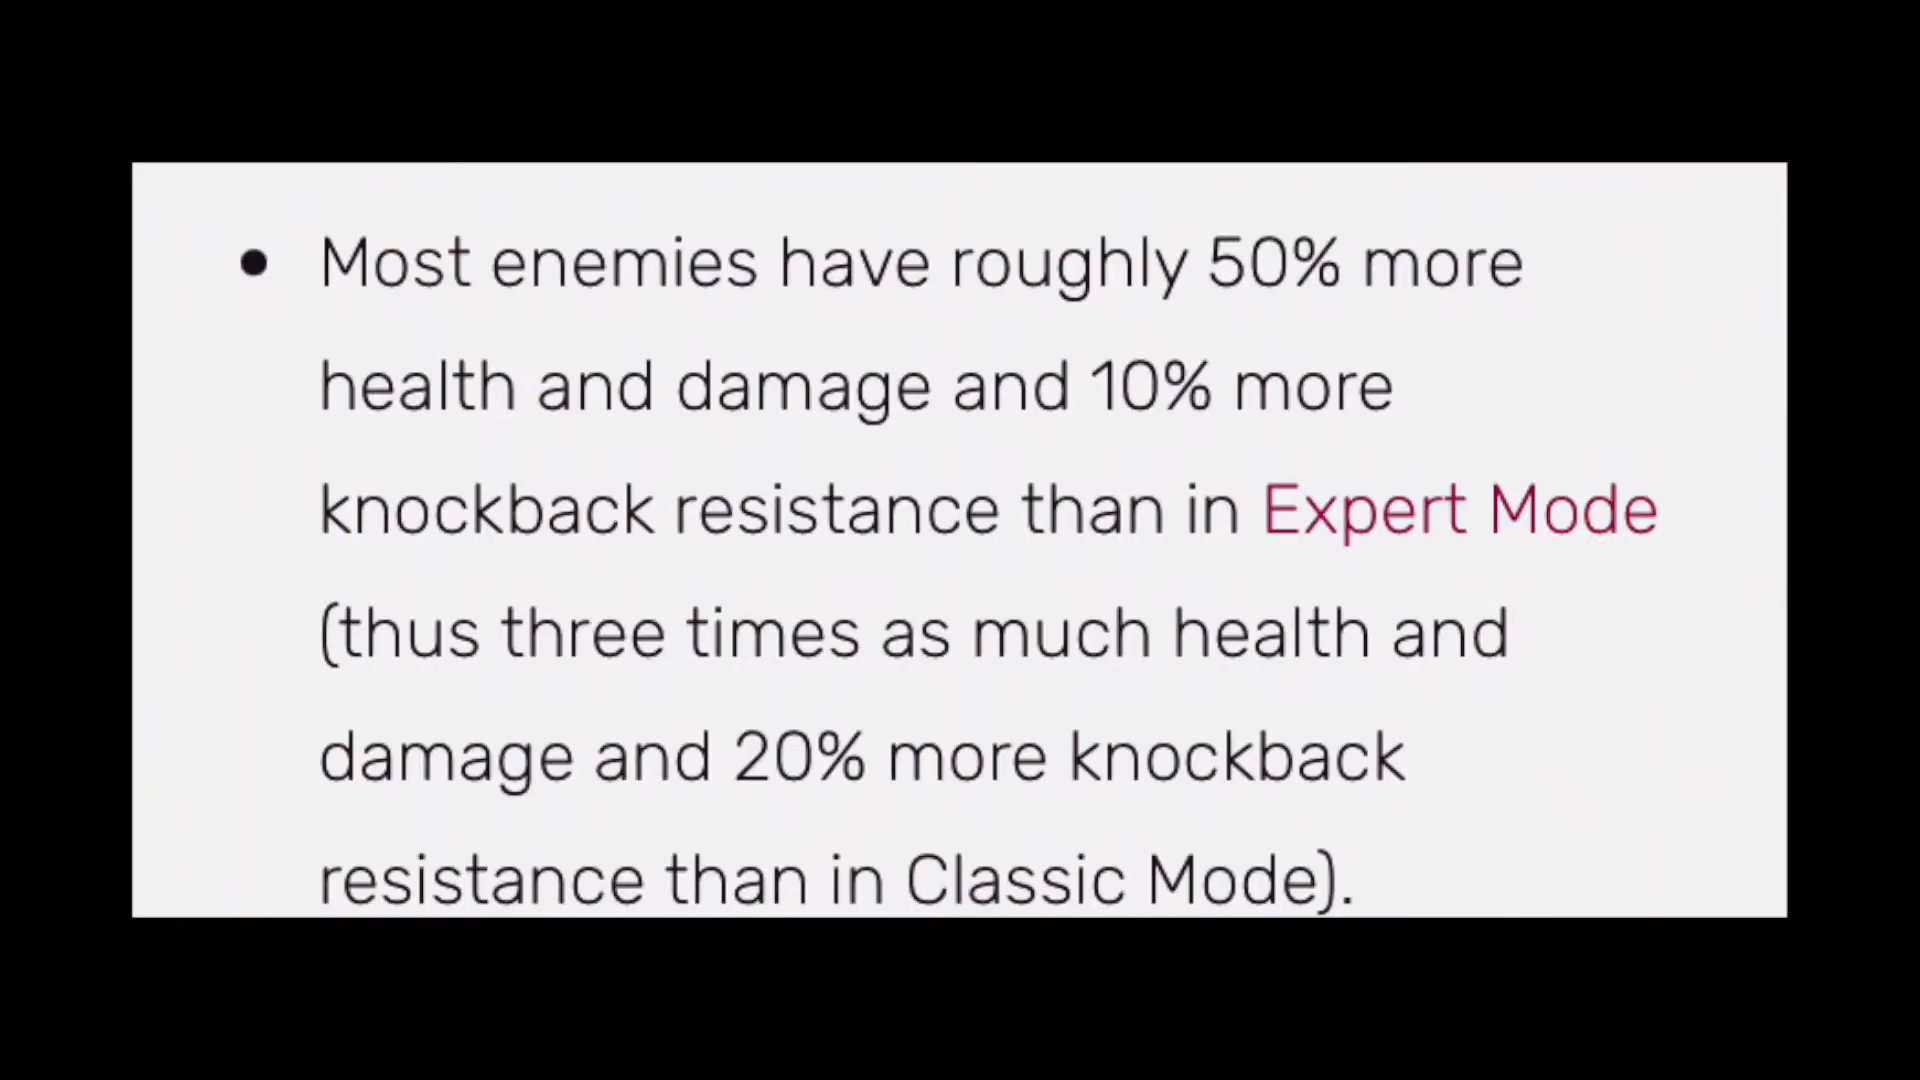 • Most enemies have roughly 50% more
health and damage and 10% more
knockback resistance than in Expert Mode
(thus three times as much health and
damage and 20% more knockback
resistance than in Classic Mode).